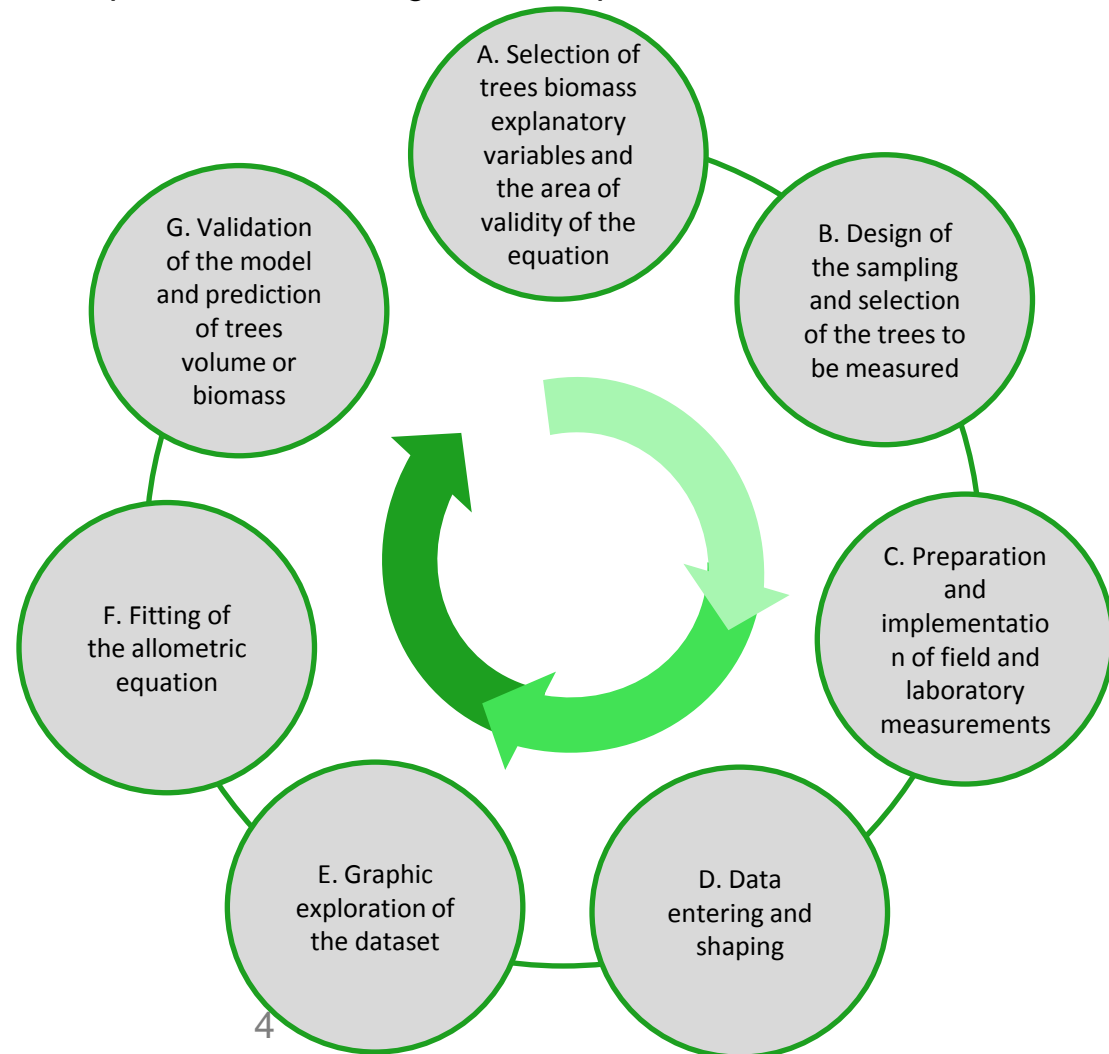 A. Selection of
trees biomass
explanatory
variables and
the area of
validity of the
equation
B. Design of
the sampling
and selection
of the trees to
be measured
C. Preparation
and
implementatio
n of field and
laboratory
measurements
D. Data
entering and
shaping
E. Graphic
exploration of
the dataset
F. Fitting of
the allometric
equation
G. Validation
of the model
and prediction
of trees
volume or
biomass
4